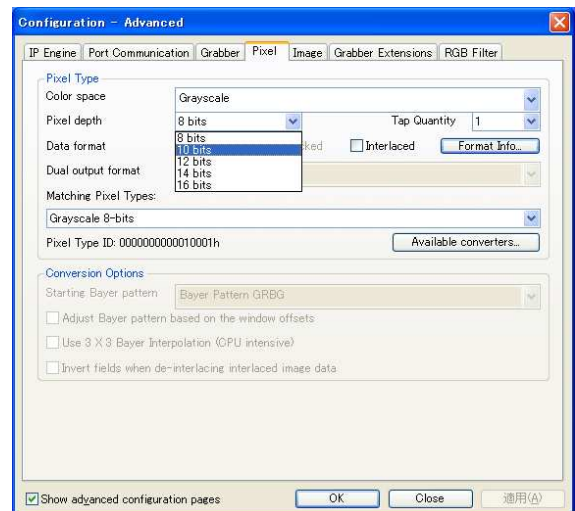 Configuration - Advanced
IP Engine Port Communication Grabber Pixel Image Grabber Extensions RGB Filter
Pixel Type
Color space Grayscale
Pixel depth 8 bits Tap Quantity 1
8 bits
10 bits
12 bits
14 bits
16 bits
Data format Interlaced Format Info...
Dual output format
Matching Pixel Types:
Grayscale 8-bits
Pixel Type ID: 0000000000010001h Available converters...
Conversion Options
Starting Bayer pattern Bayer Pattern GRBG
Adjust Bayer pattern based on the window offsets
Use 3 X 3 Bayer Interpolation (CPU intensive)
Invert fields when de-interlacing interlaced image data
Show advanced configuration pages OK Close 適用(A)